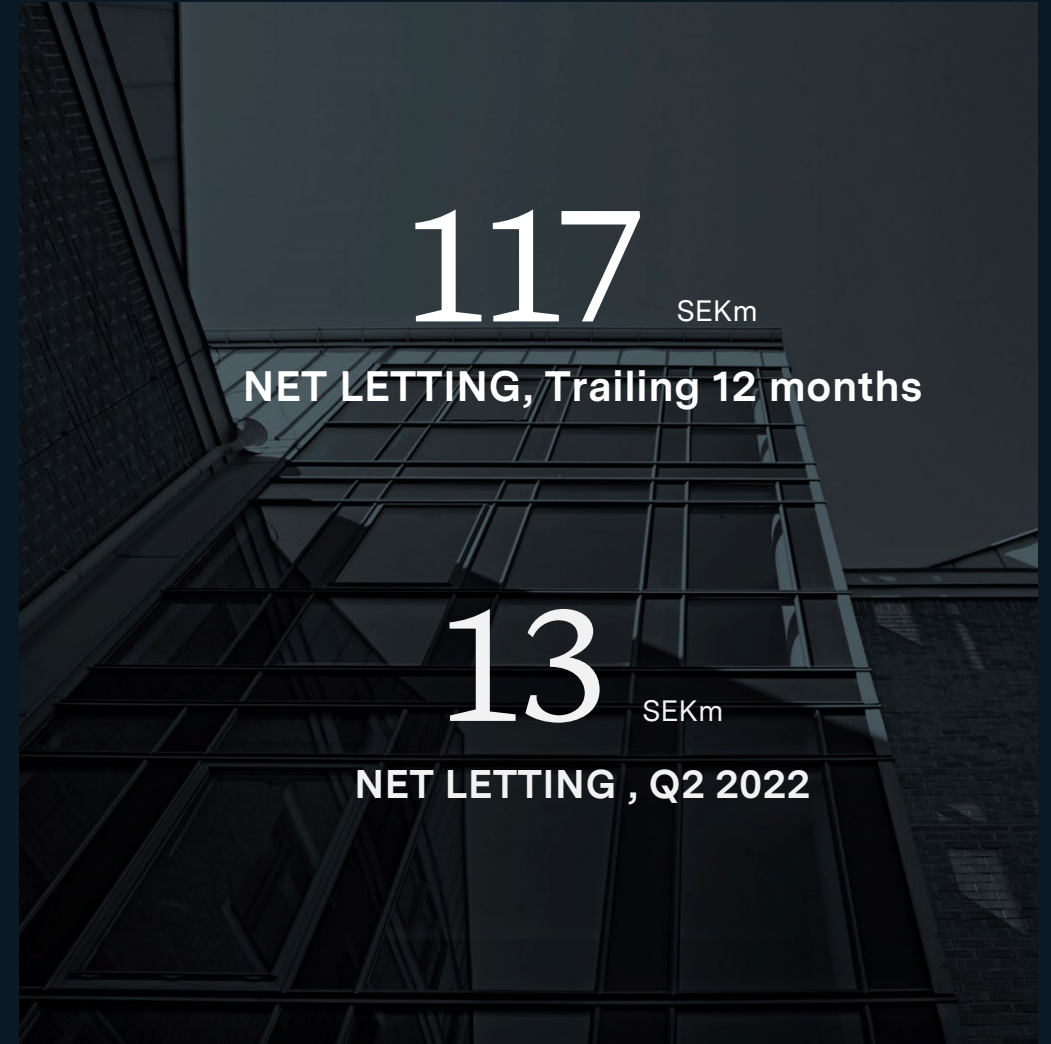 117 SEKm
NET LETTING, Trailing 12 months
13 SEKm
NET LETTING , Q2 2022